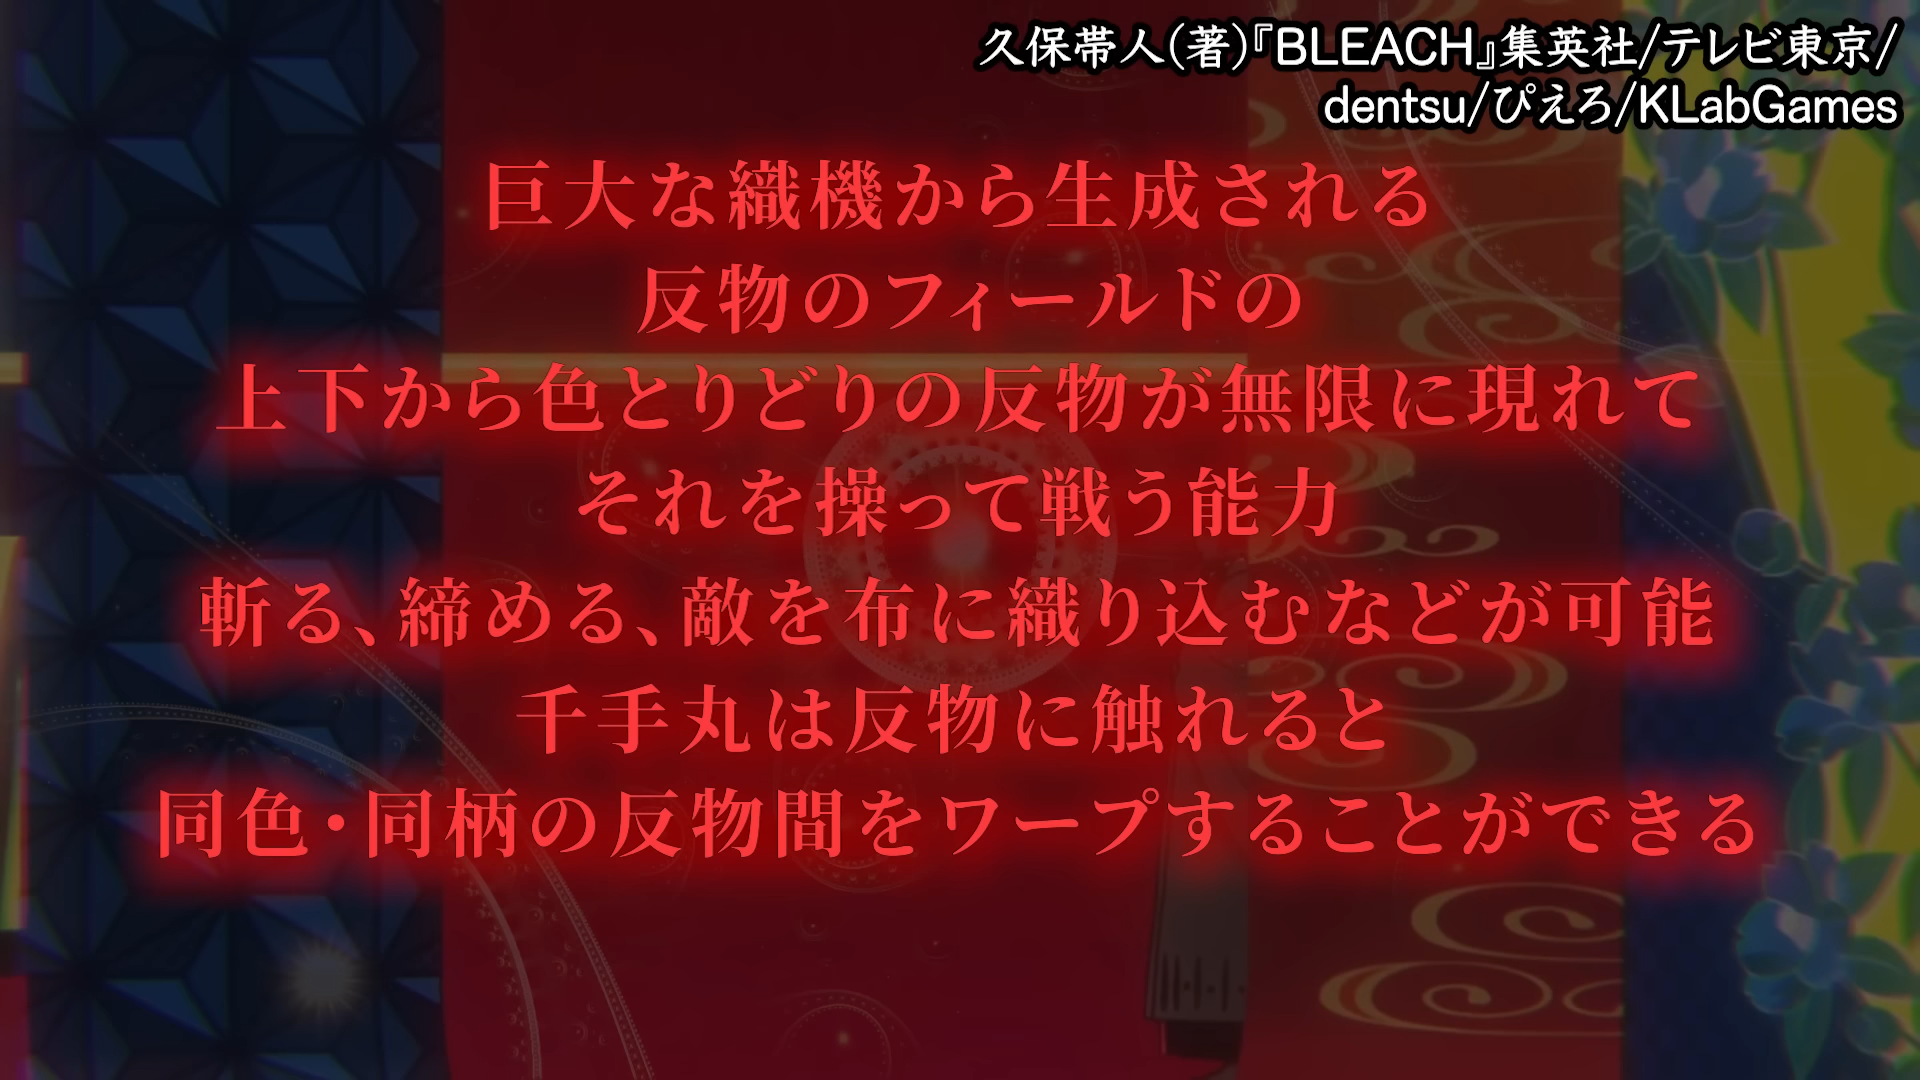 久保帯人(著)『BLEACH』集英社/テレビ東京/
dentsu/ぴえろ/KLabGames
巨大な織機から生成される
反物のフィールドの
上下から色とりどりの反物が無限に現れて
それを操って戦う能力
斬る、締める、敵を布に織り込むなどが可能
千手丸は反物に触れると
同色・同柄の反物間をワープすることができる